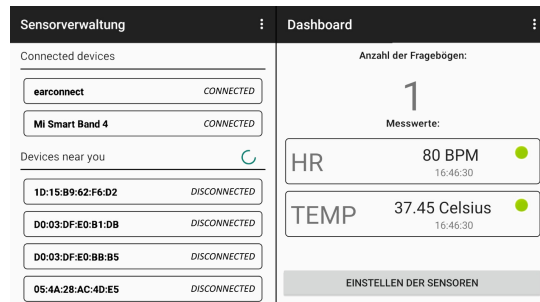 Sensorverwaltung
Connected devices
earconnect CONNECTED
Mi Smart Band 4 CONNECTED
Devices near you
1D:15:B9:62:F6:D2 DISCONNECTED
D0:03:DF:E0:B1:DB DISCONNECTED
D0:03:DF:E0:BB:B5 DISCONNECTED
05:4A:28:AC:4D:E5 DISCONNECTED
Dashboard
Anzahl der Fragebögen:
1
Messwerte:
HR 80 BPM
16:46:30
TEMP 37.45 Celsius
16:46:30
EINSTELLEN DER SENSOREN